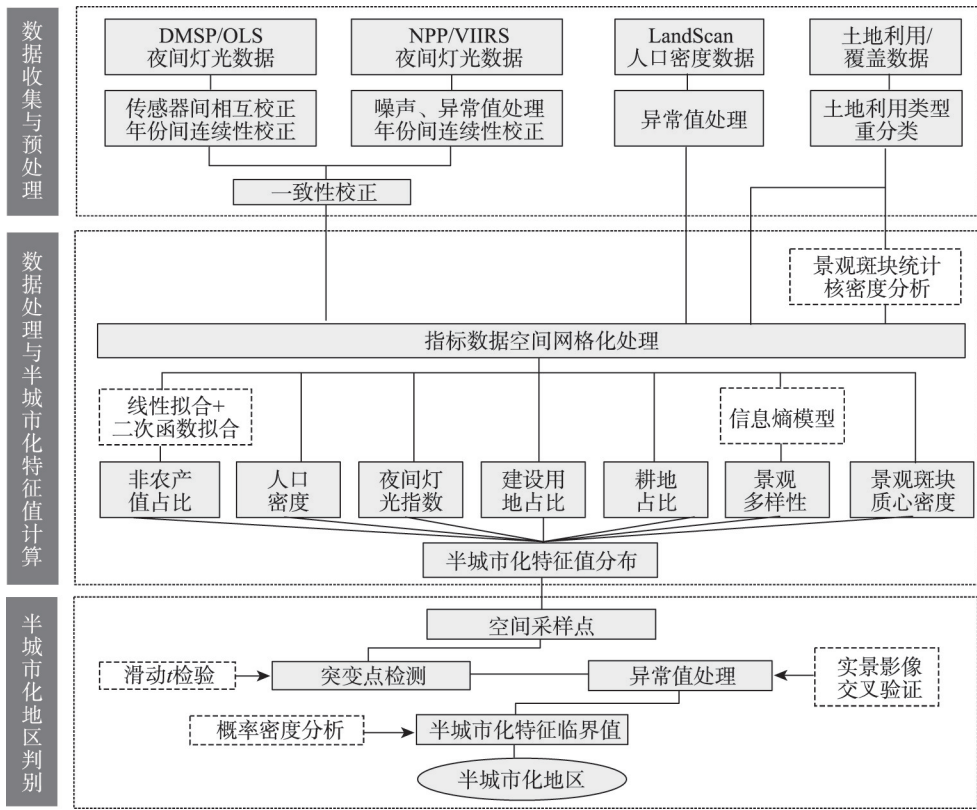 数据收集与预处理
DMSP/OLS
夜间灯光数据
NPP/VIIRS
夜间灯光数据
LandScan
人口密度数据
土地利用/
覆盖数据
传感器间相互校正
年份间连续性校正
噪声、异常值处理
年份间连续性校正
异常值处理
土地利用类型
重分类
一致性校正
数据处理与半城市化特征值计算
景观斑块统计
核密度分析
指标数据空间网格化处理
线性拟合+
二次函数拟合
信息熵模型
非农产
值占比
人口
密度
夜间灯
光指数
建设用
地占比
耕地
占比
景观
多样性
景观斑块
质心密度
半城市化特征值分布
半城市化地区判别
空间采样点
滑动t检验
突变点检测
异常值处理
实景影像
交叉验证
概率密度分析
半城市化特征临界值
半城市化地区